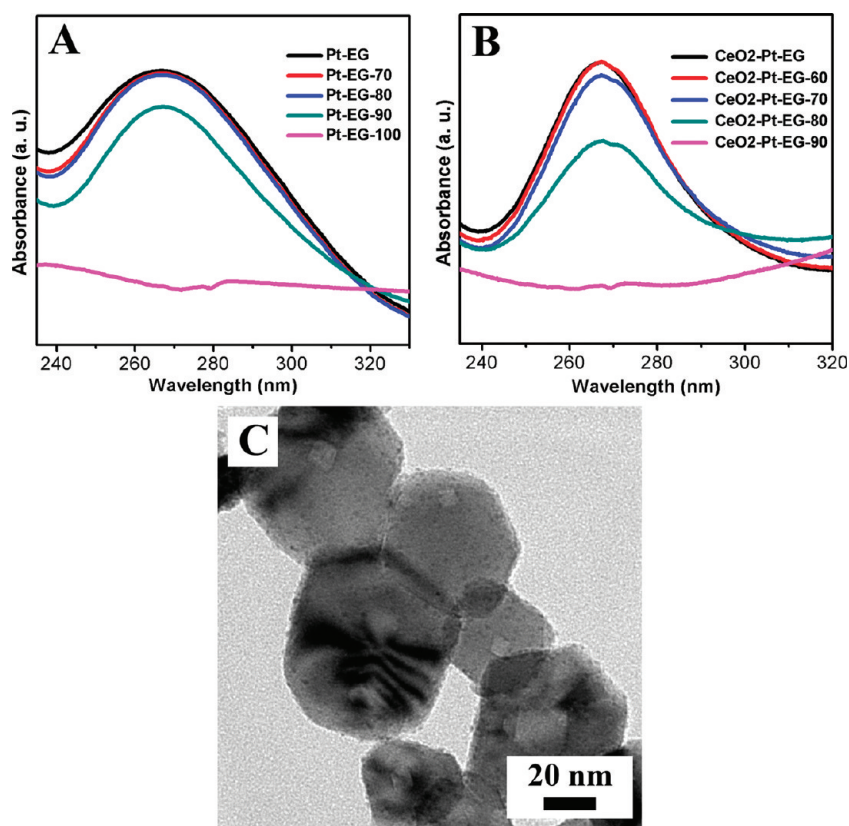 A
Pt-EG
Pt-EG-70
Pt-EG-80
Pt-EG-90
Pt-EG-100
Absorbance (a. u.)
240 260 280 300 320
Wavelength (nm)
B
CeO2-Pt-EG
CeO2-Pt-EG-60
CeO2-Pt-EG-70
CeO2-Pt-EG-80
CeO2-Pt-EG-90
Absorbance (a. u.)
240 260 280 300 320
Wavelength (nm)
C
20 nm